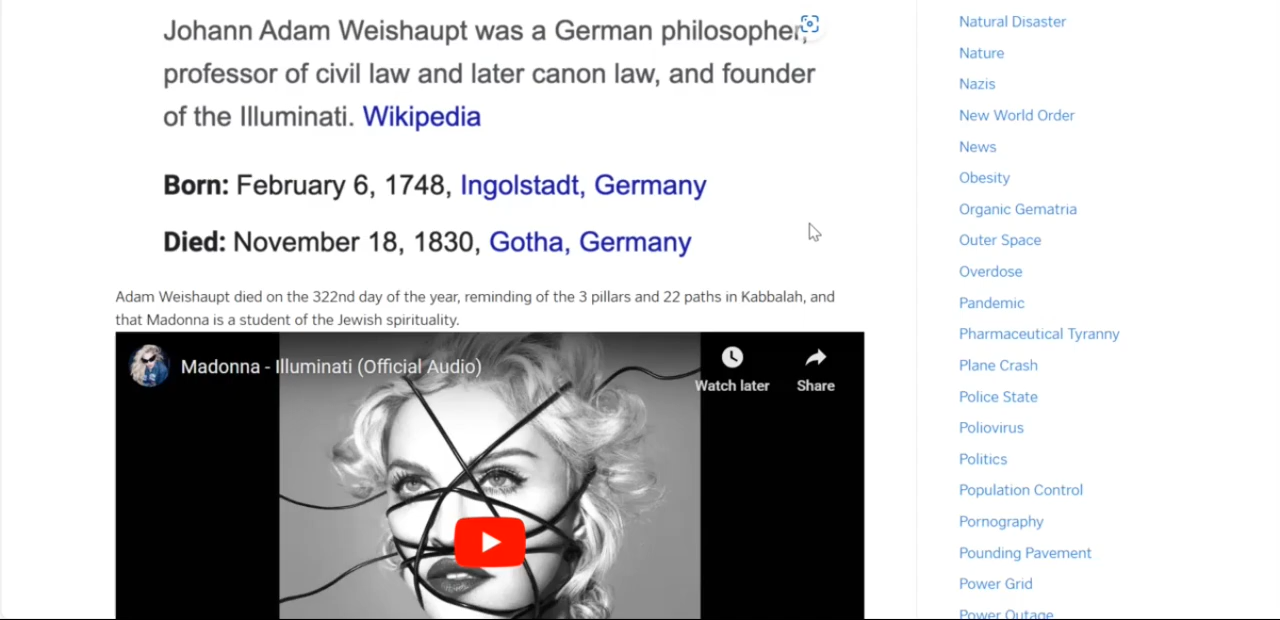 Johann Adam Weishaupt was a German philosopher,
professor of civil law and later canon law, and founder
of the Illuminati. Wikipedia
Born: February 6, 1748, Ingolstadt, Germany
Died: November 18, 1830, Gotha, Germany
Adam Weishaupt died on the 322nd day of the year, reminding of the 3 pillars and 22 paths in Kabbalah, and
that Madonna is a student of the Jewish spirituality.
Madonna - Illuminati (Official Audio)
Watch later
Share
Natural Disaster
Nature
Nazis
New World Order
News
Obesity
Organic Gematria
Outer Space
Overdose
Pandemic
Pharmaceutical Tyranny
Plane Crash
Police State
Poliovirus
Politics
Population Control
Pornography
Pounding Pavement
Power Grid
Power Outage